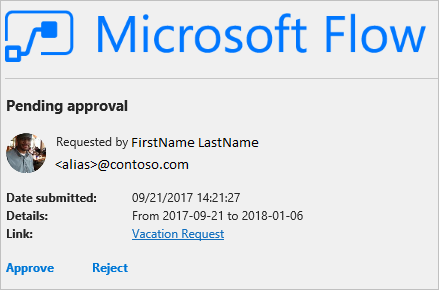 Microsoft Flow
Pending approval
Requested by FirstName LastName
<alias>@contoso.com
Date submitted: 09/21/2017 14:21:27
Details: From 2017-09-21 to 2018-01-06
Link: Vacation Request
Approve Reject